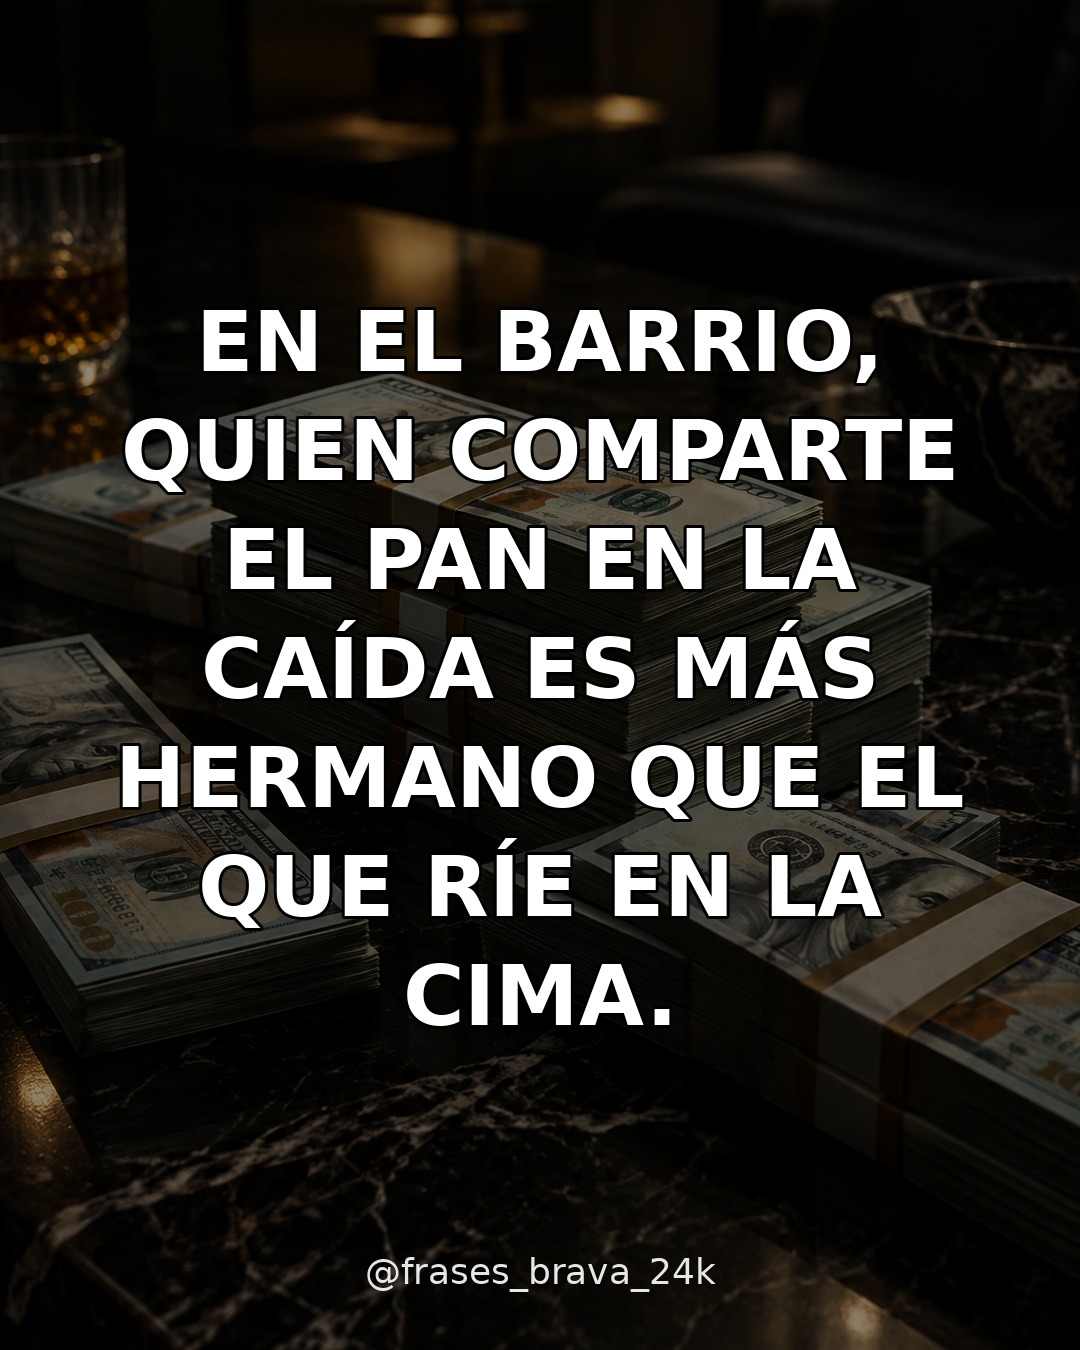 EN EL BARRIO,
QUIEN COMPARTE
EL PAN EN LA
CAÍDA ES MÁS
HERMANO QUE EL
QUE RÍE EN LA
CIMA.
100
@frases_brava_24k